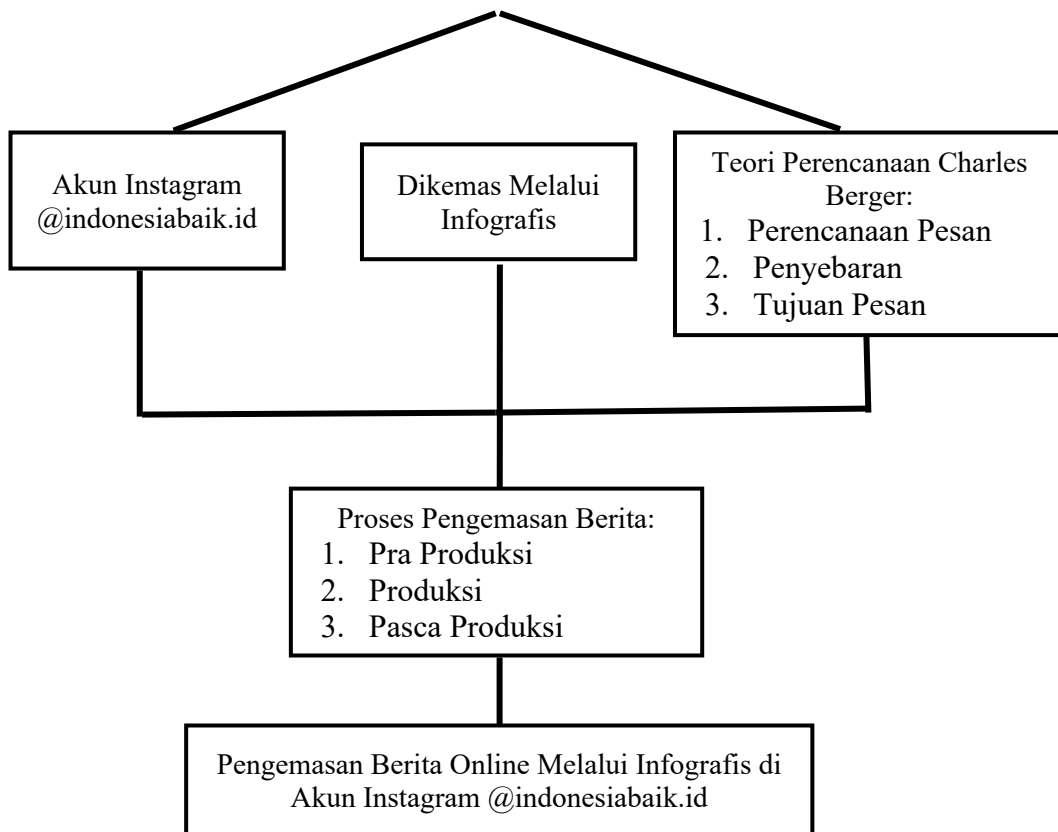 Akun Instagram
@indonesiabaik.id
Dikemas Melalui
Infografis
Teori Perencanaan Charles
Berger:
1. Perencanaan Pesan
2. Penyebaran
3. Tujuan Pesan
Proses Pengemasan Berita:
1. Pra Produksi
2. Produksi
3. Pasca Produksi
Pengemasan Berita Online Melalui Infografis di
Akun Instagram @indonesiabaik.id